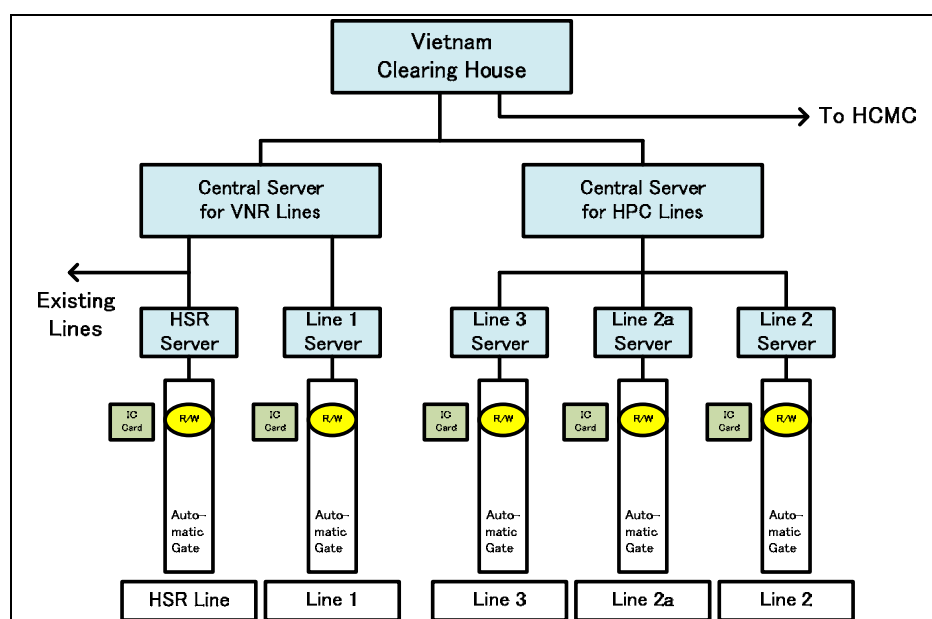 Vietnam
Clearing House
To HCMC
Central Server
for VNR Lines
Central Server
for HPC Lines
Existing
Lines
HSR
Server
Line 1
Server
Line 3
Server
Line 2a
Server
Line 2
Server
IC
Card
R/W
IC
Card
R/W
IC
Card
R/W
IC
Card
R/W
IC
Card
R/W
Auto-
matic
Gate
Auto-
matic
Gate
Auto-
matic
Gate
Auto-
matic
Gate
Auto-
matic
Gate
HSR Line
Line 1
Line 3
Line 2a
Line 2